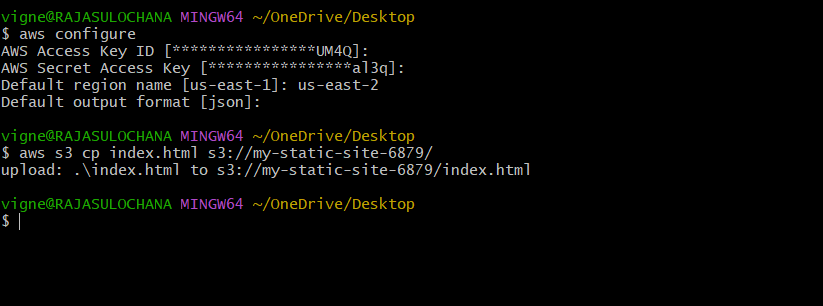 vigne@RAJASULOCHANA MINGW64 ~/OneDrive/Desktop
$ aws configure
AWS Access Key ID [****************UM4Q]:
AWS Secret Access Key [****************al3q]:
Default region name [us-east-1]: us-east-2
Default output format [json]:
vigne@RAJASULOCHANA MINGW64 ~/OneDrive/Desktop
$ aws s3 cp index.html s3://my-static-site-6879/
upload: .\index.html to s3://my-static-site-6879/index.html
vigne@RAJASULOCHANA MINGW64 ~/OneDrive/Desktop
$